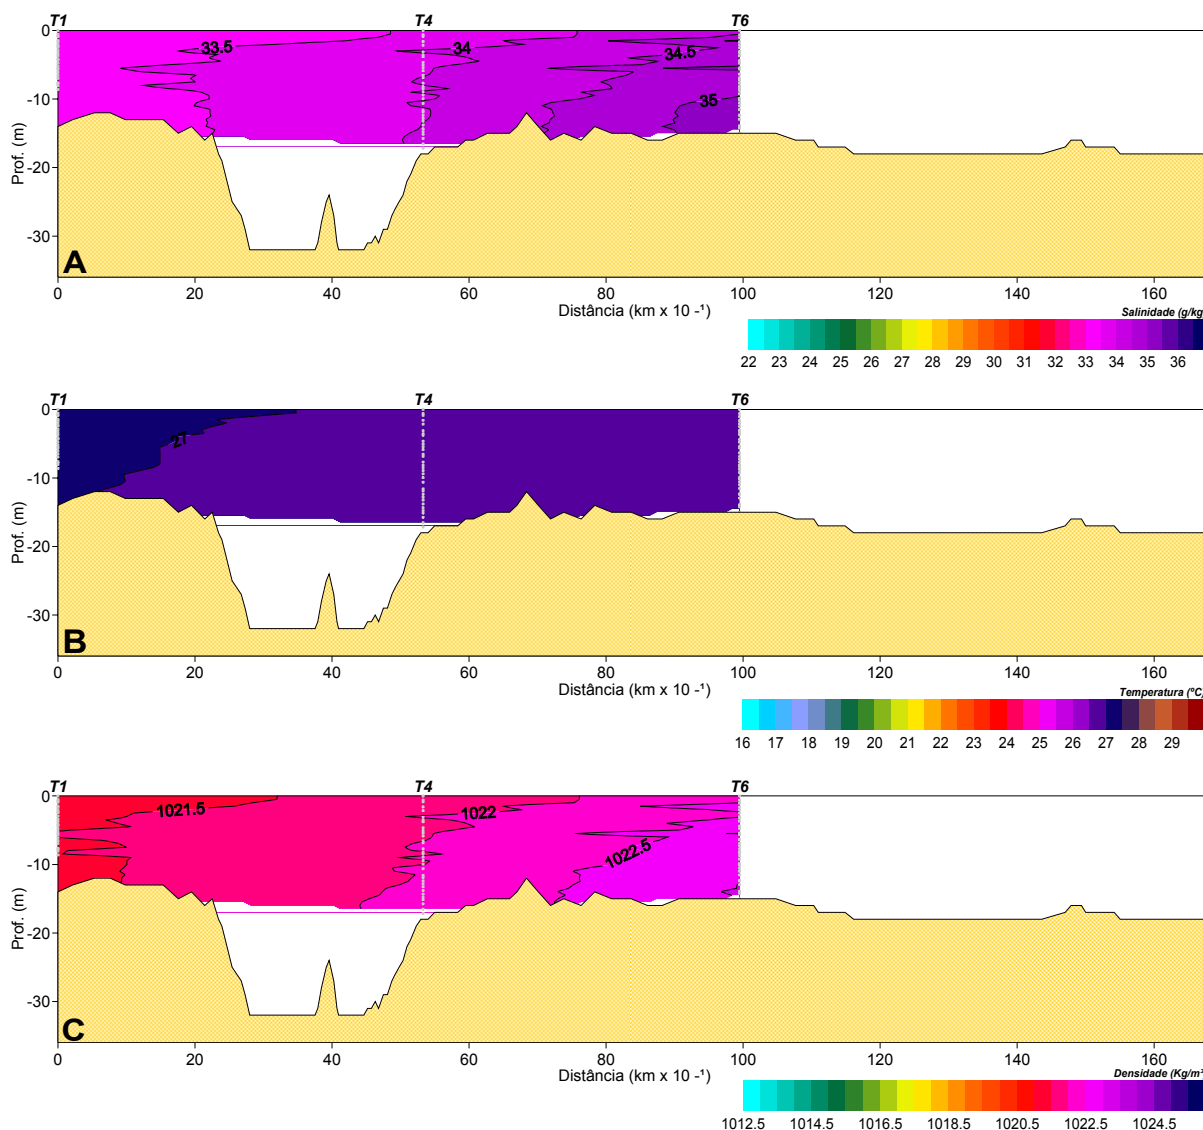 T1 T4 T6
0
-10
-20
-30
Prof. (m)
33.5 34 34.5 35
A
0 20 40 60 80 100 120 140 160
Distância (km x 10 -¹)
Salinidade (g/kg)
22 23 24 25 26 27 28 29 30 31 32 33 34 35 36
T1 T4 T6
0
-10
-20
-30
Prof. (m)
27
B
0 20 40 60 80 100 120 140 160
Distância (km x 10 -¹)
Temperatura (ºC)
16 17 18 19 20 21 22 23 24 25 26 27 28 29
T1 T4 T6
0
-10
-20
-30
Prof. (m)
1021.5 1022 1022.5
C
0 20 40 60 80 100 120 140 160
Distância (km x 10 -¹)
Densidade (Kg/m³
1012.5 1014.5 1016.5 1018.5 1020.5 1022.5 1024.5